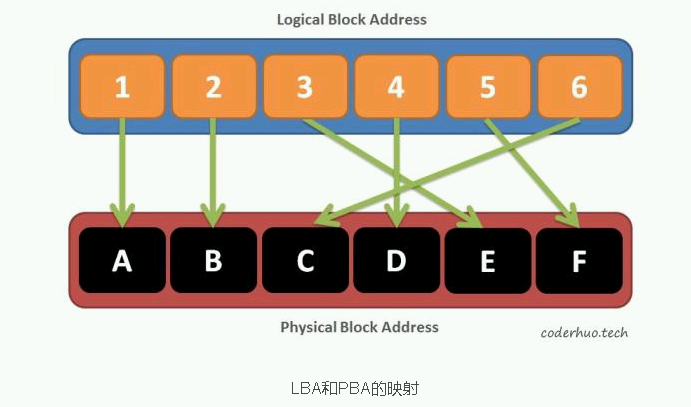 Logical Block Address
1 2 3 4 5 6
A B C D E F
Physical Block Address
coderhuo.tech
LBA和PBA的映射